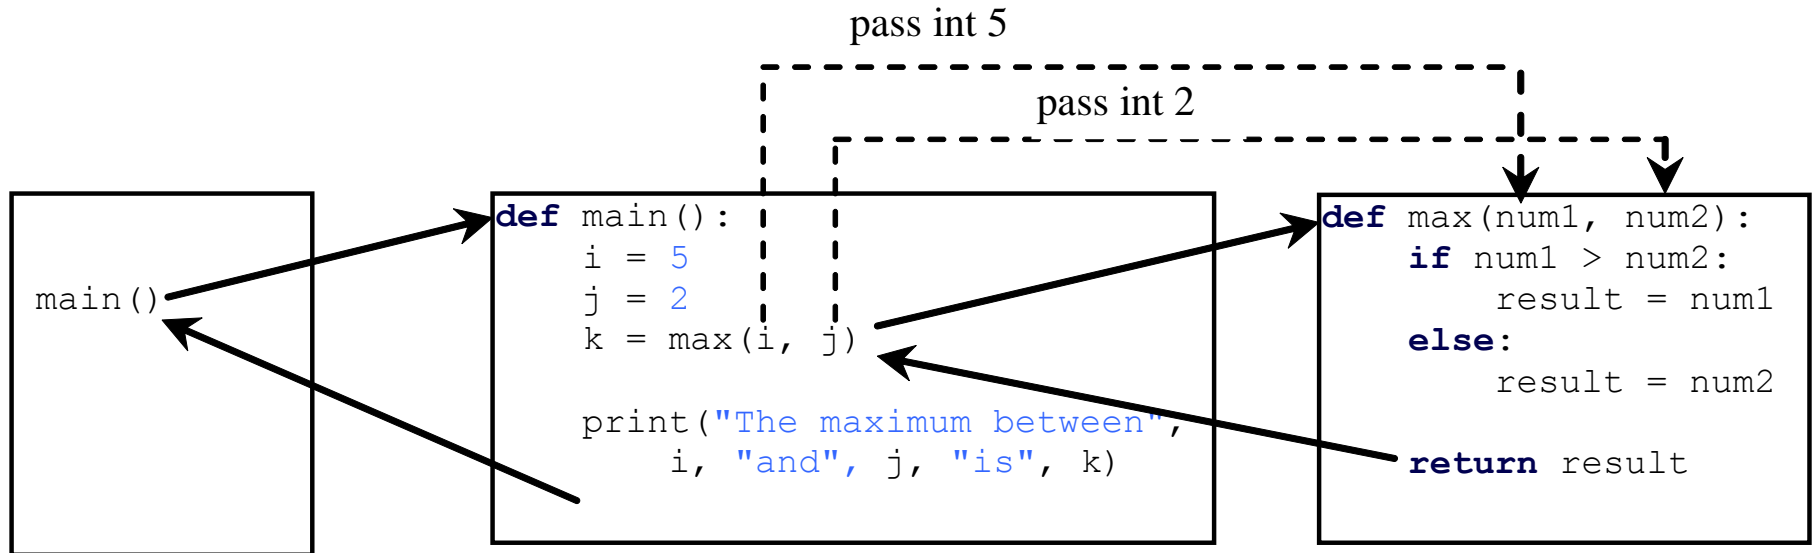 pass int 5
pass int 2
main()
def main():
    i = 5
    j = 2
    k = max(i, j)
    print("The maximum between",
        i, "and", j, "is", k)
def max(num1, num2):
    if num1 > num2:
        result = num1
    else:
        result = num2
    return result